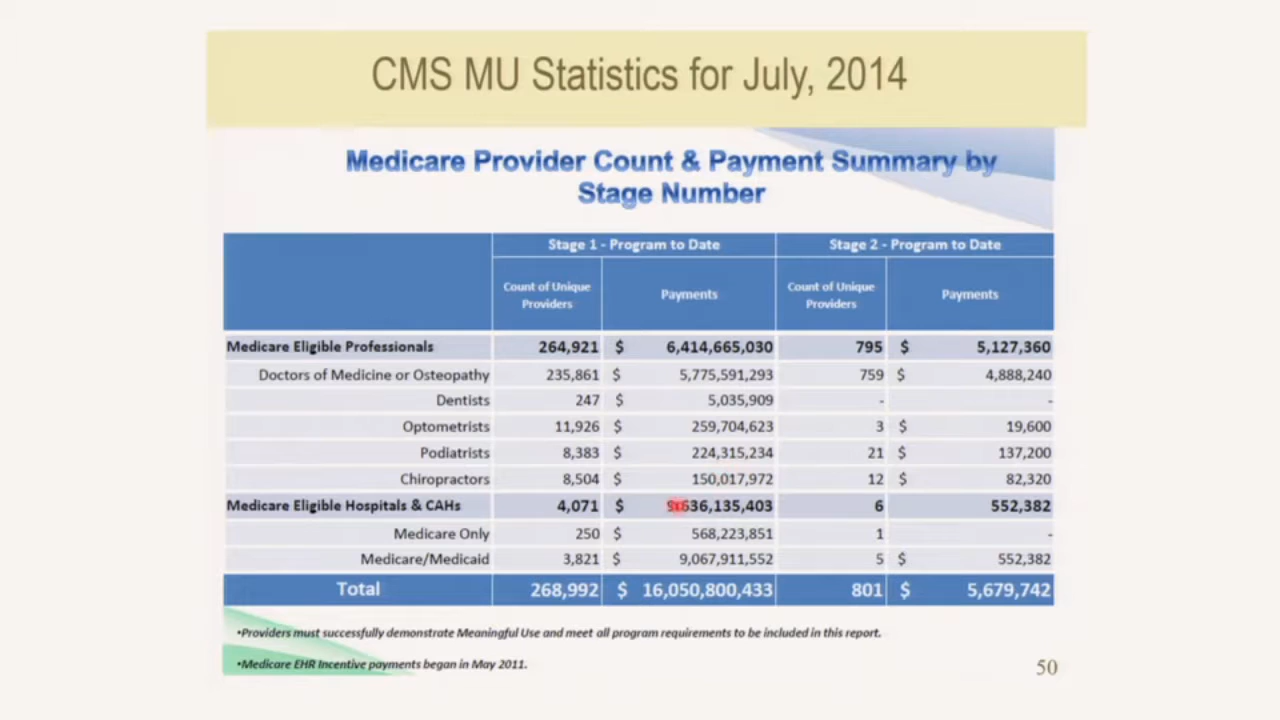 CMS MU Statistics for July, 2014
Medicare Provider Count & Payment Summary by
Stage Number
Stage 1 - Program to Date Stage 2 - Program to Date
Count of Unique Providers Payments Count of Unique Providers Payments
Medicare Eligible Professionals 264,921 $ 6,414,665,030 795 $ 5,127,360
Doctors of Medicine or Osteopathy 235,861 $ 5,775,591,293 759 $ 4,888,240
Dentists 247 $ 5,035,909 - -
Optometrists 11,926 $ 259,704,623 3 $ 19,600
Podiatrists 8,383 $ 224,315,234 21 $ 137,200
Chiropractors 8,504 $ 150,017,972 12 $ 82,320
Medicare Eligible Hospitals & CAHs 4,071 $ 9,636,135,403 6 552,382
Medicare Only 250 $ 568,223,851 1 -
Medicare/Medicaid 3,821 $ 9,067,911,552 5 $ 552,382
Total 268,992 $ 16,050,800,433 801 $ 5,679,742
•Providers must successfully demonstrate Meaningful Use and meet all program requirements to be included in this report.
•Medicare EHR Incentive payments began in May 2011.
50